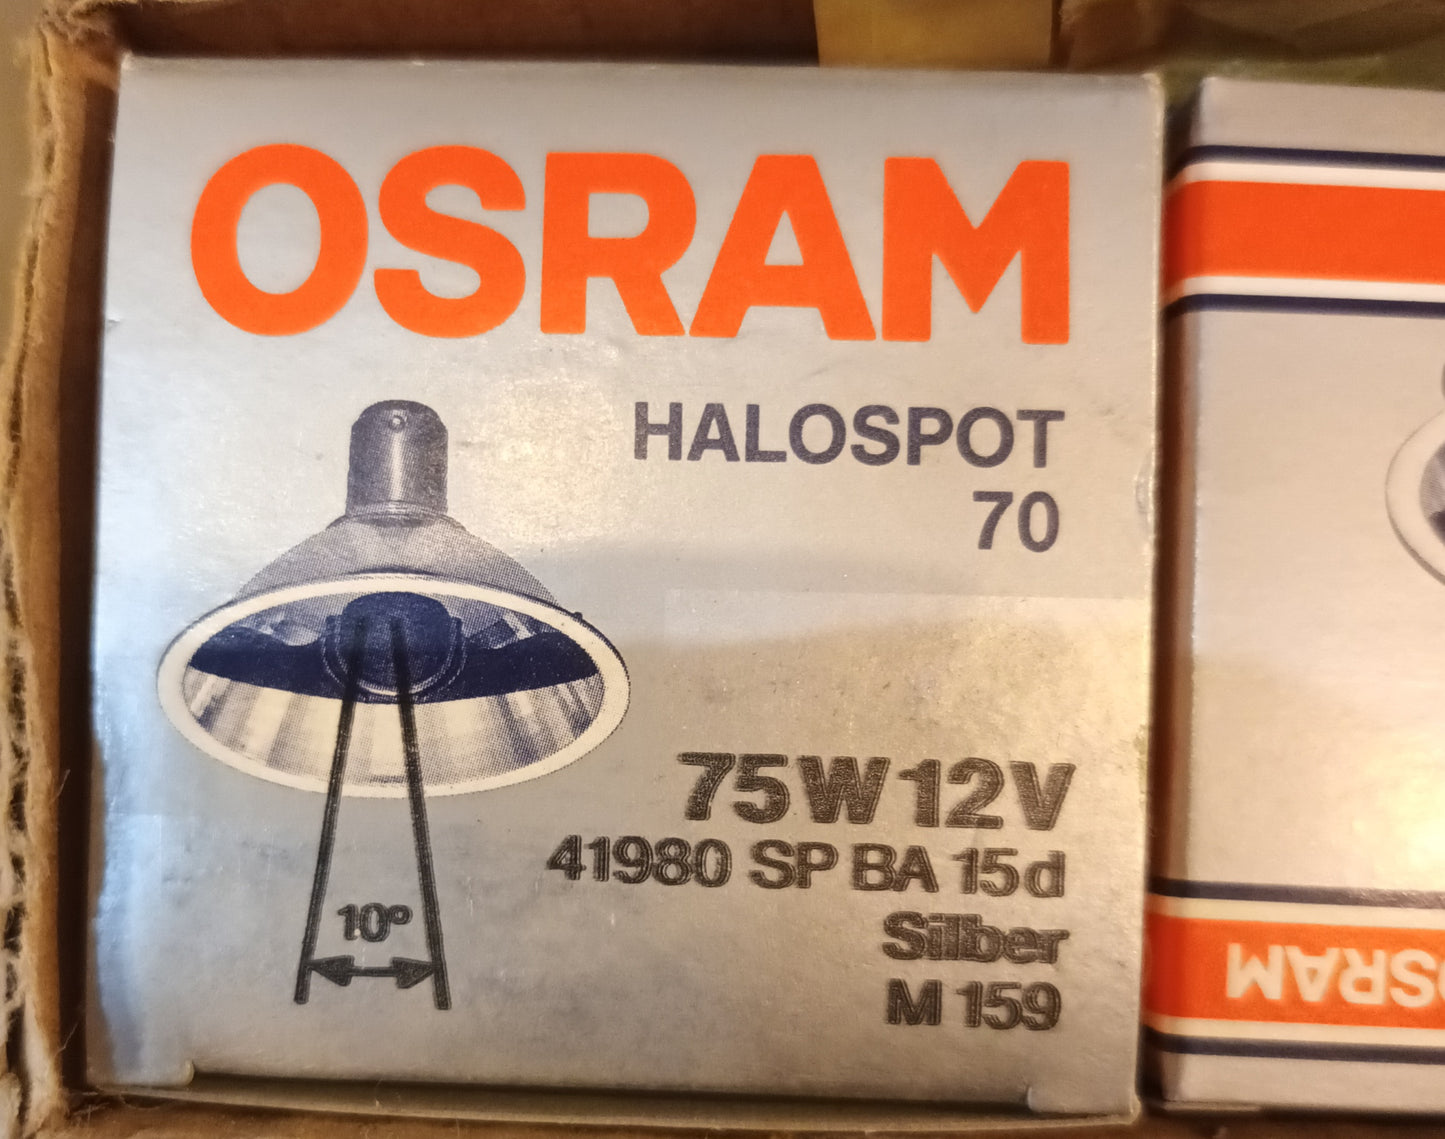 OSRAM
HALOSPOT
70
75W 12V
41980 SP BA 15d
Silber
M 159
10°
OSRAM